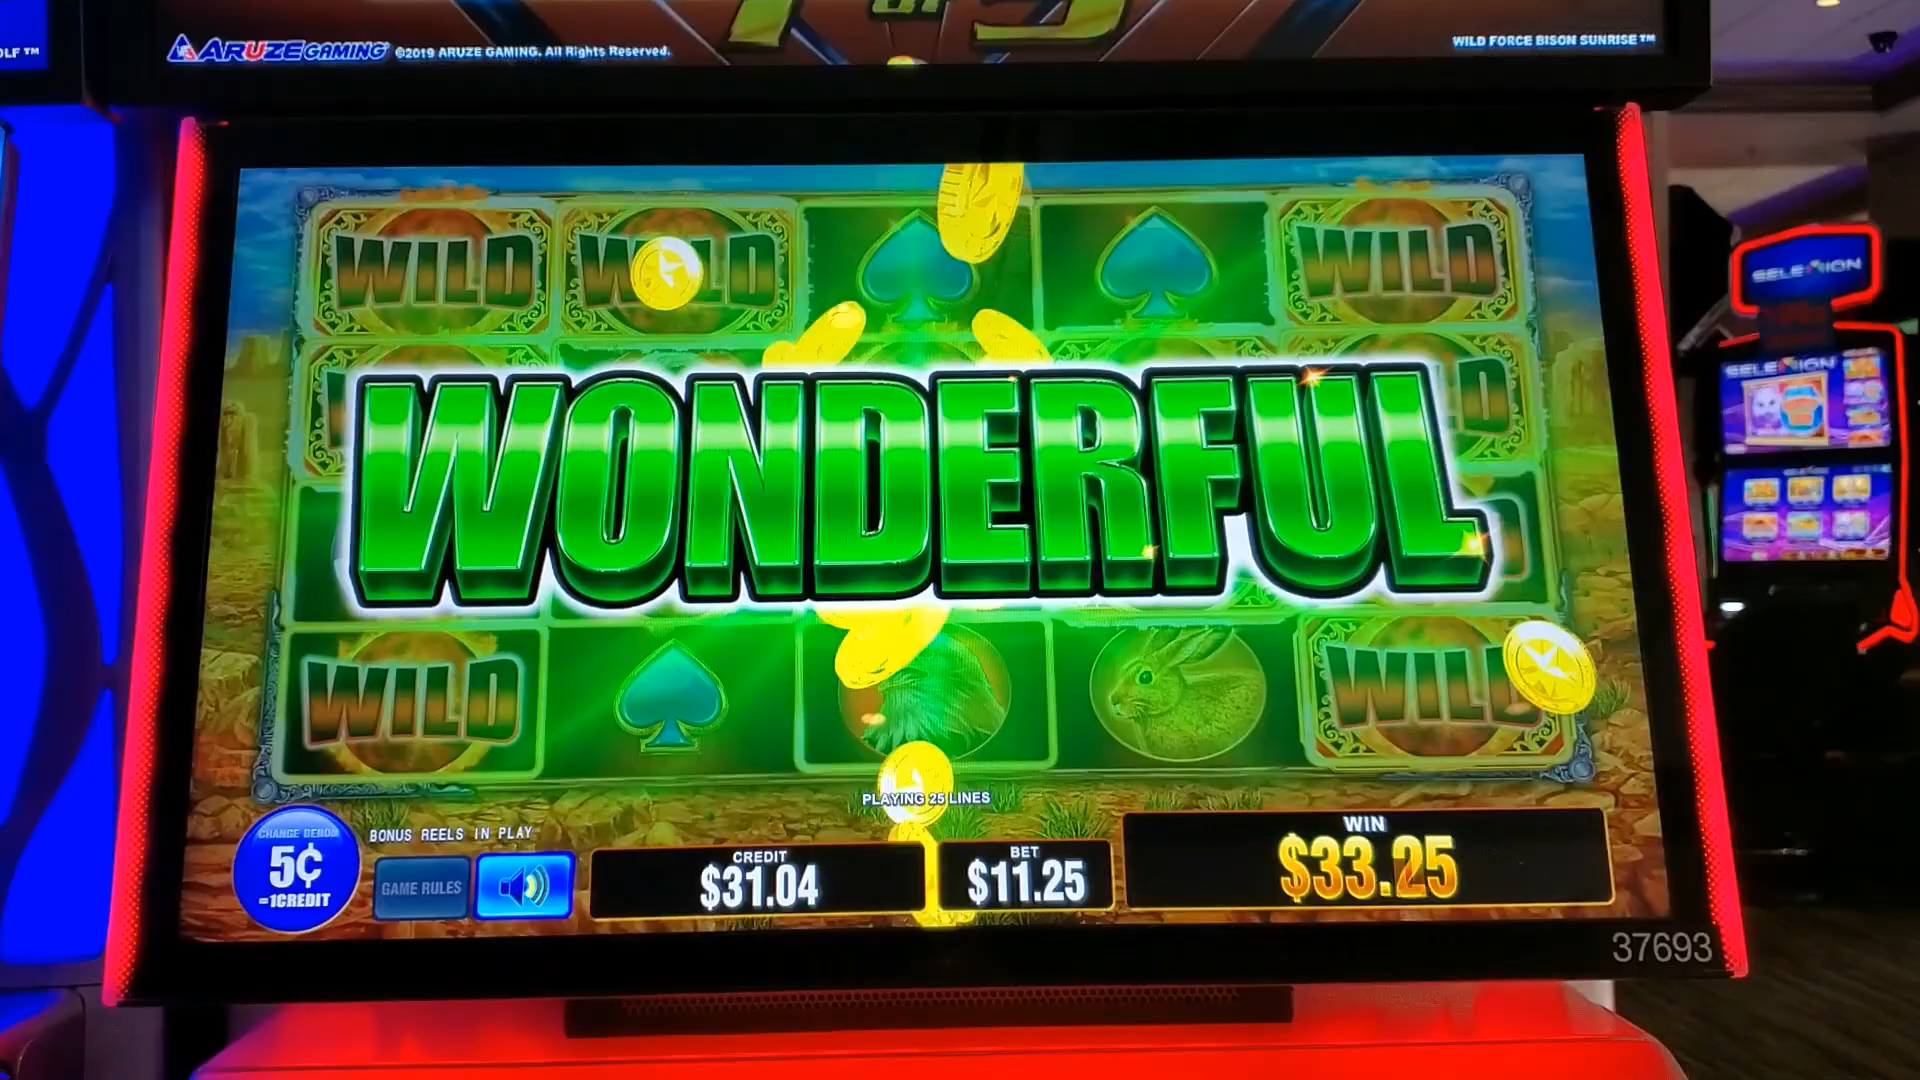 OLF™
ARUZE GAMING ©2019 ARUZE GAMING. All Rights Reserved.
WILD FORCE BISON SUNRISE™
WILD
WILD
WILD
WONDERFUL
WILD
WILD
PLAYING 25 LINES
CHANGE DENOM
5¢
=1CREDIT
BONUS REELS IN PLAY
GAME RULES
CREDIT
$31.04
BET
$11.25
WIN
$33.25
37693